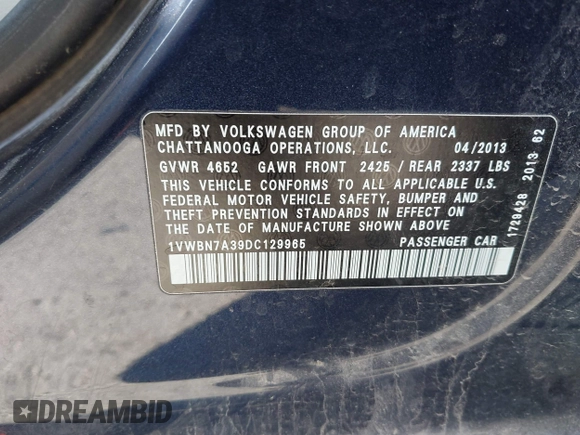 MFD BY VOLKSWAGEN GROUP OF AMERICA
CHATTANOOGA OPERATIONS, LLC. 04/2013
GVWR 4652 GAWR FRONT 2425 / REAR 2337 LBS
THIS VEHICLE CONFORMS TO ALL APPLICABLE U.S.
FEDERAL MOTOR VEHICLE SAFETY, BUMPER AND
THEFT PREVENTION STANDARDS IN EFFECT ON
THE DATE OF MANUFACTURE SHOWN ABOVE
1VWBN7A39DC129965 PASSENGER CAR
1729428 2013 62
DREAMBID